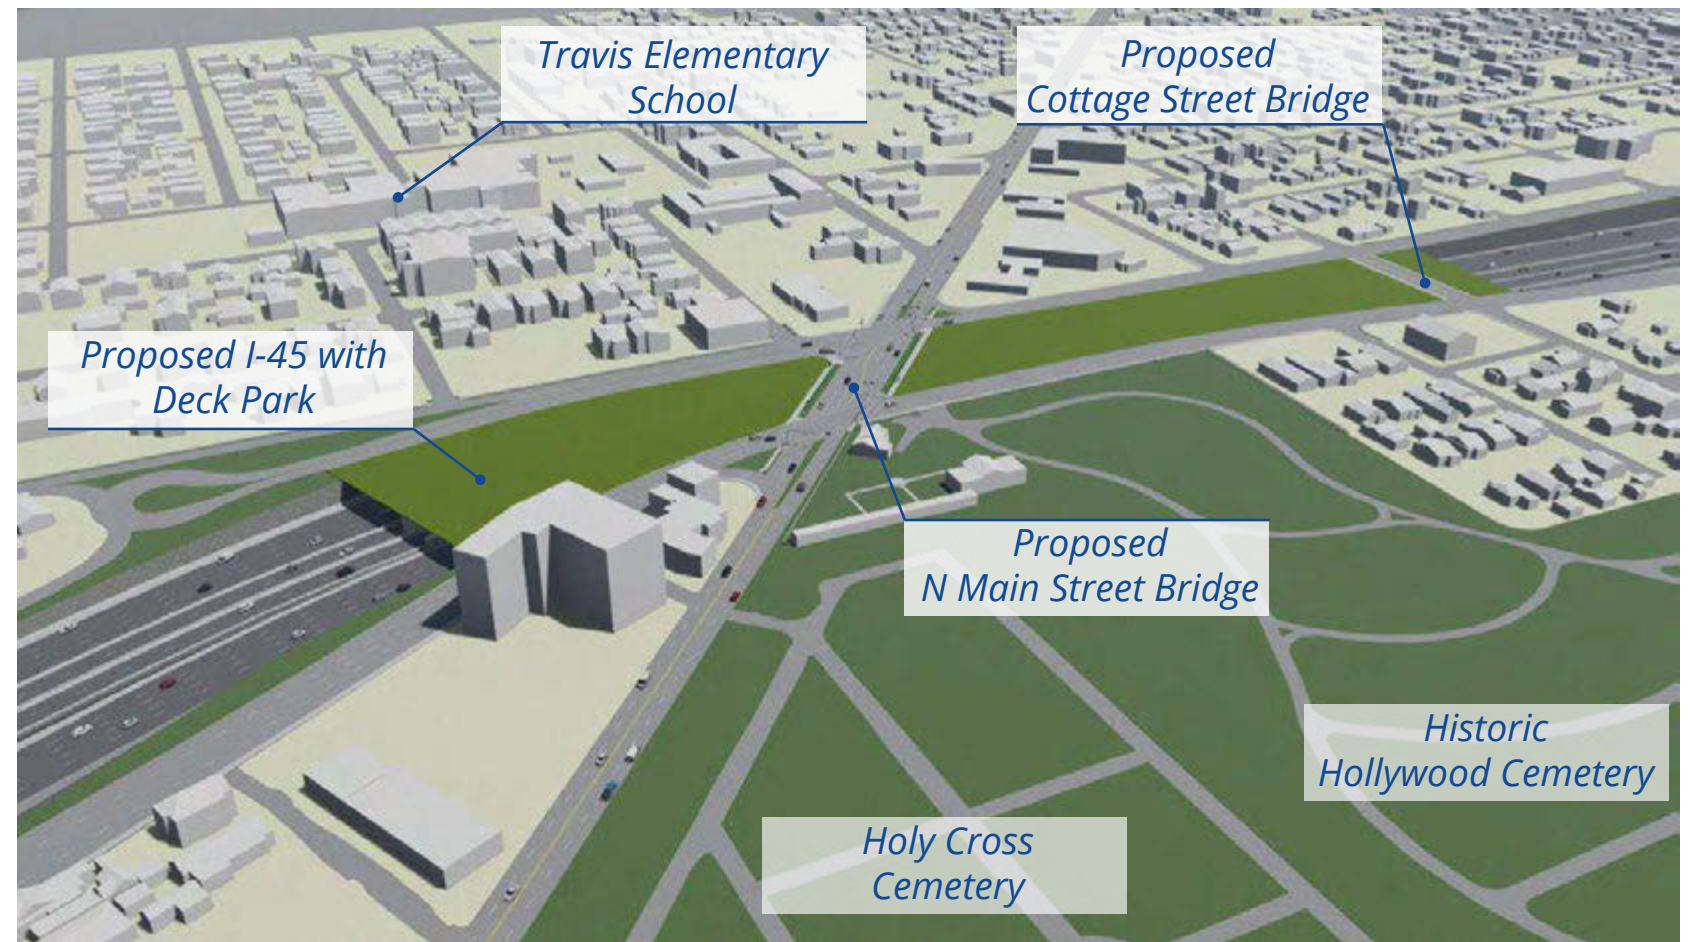 Travis Elementary
School
Proposed
Cottage Street Bridge
Proposed I-45 with
Deck Park
Proposed
N Main Street Bridge
Historic
Hollywood Cemetery
Holy Cross
Cemetery